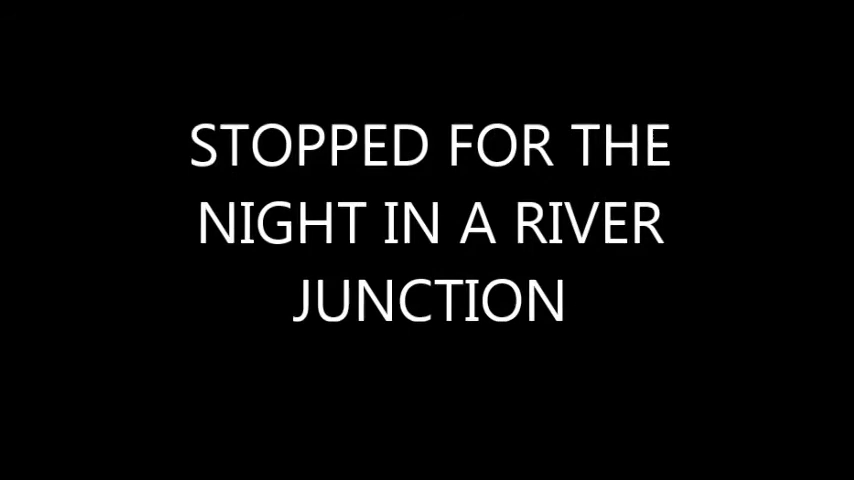 STOPPED FOR THE
NIGHT IN A RIVER
JUNCTION